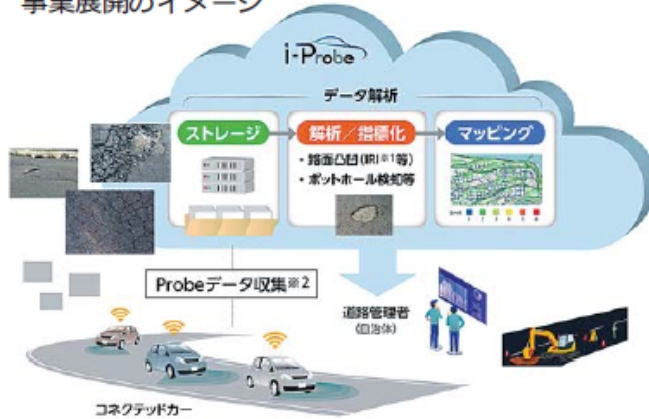 事業展開のイメージ
i-Probe
データ解析
ストレージ
解析／指標化
マッピング
・路面凸凹(IRI※1等)
・ポットホール検知等
Probeデータ収集※2
道路管理者
(自治体)
コネクテッドカー